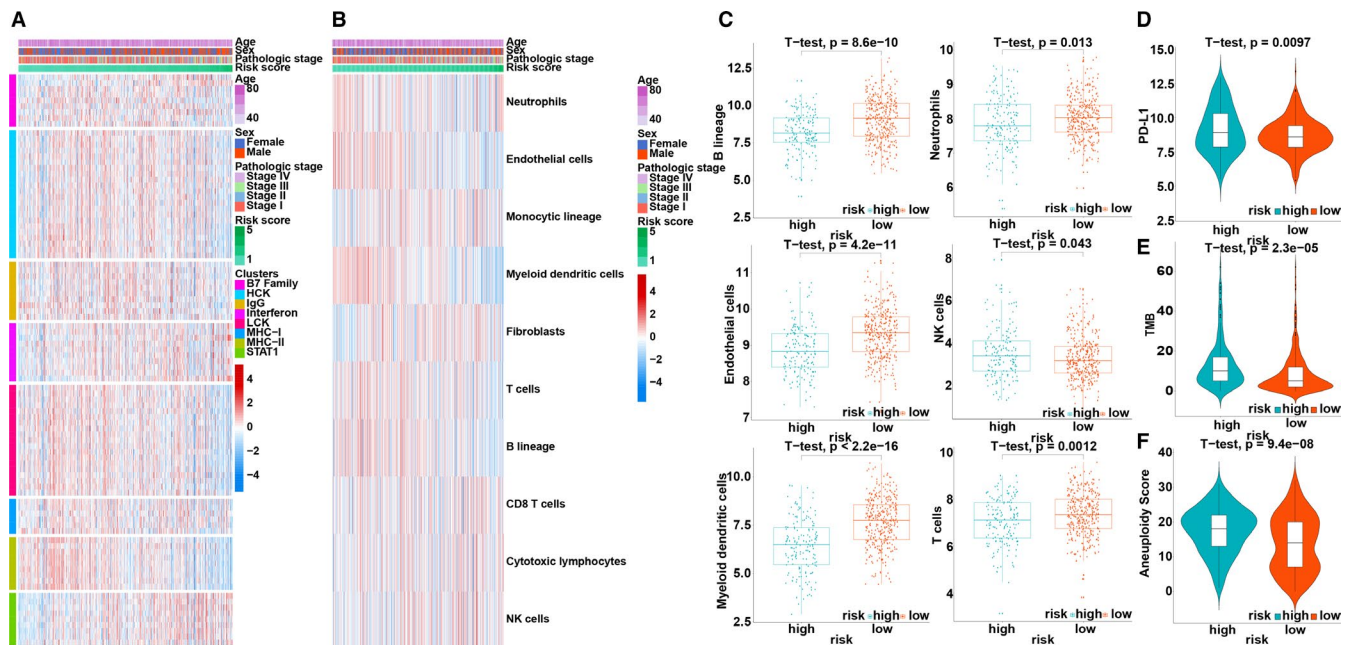 A
Age
Sex
Pathologic stage
Risk score
Age
80
40
Sex
Female
Male
Pathologic stage
Stage IV
Stage III
Stage II
Stage I
Risk score
5
1
Clusters
B7 Family
HCK
IgG
Interferon
LCK
MHC-I
MHC-II
STAT1
4
2
0
−2
−4
B
Age
Sex
Pathologic stage
Risk score
Neutrophils
Endothelial cells
Monocytic lineage
Myeloid dendritic cells
Fibroblasts
T cells
B lineage
CD8 T cells
Cytotoxic lymphocytes
NK cells
Age
80
40
Sex
Female
Male
Pathologic stage
Stage IV
Stage III
Stage II
Stage I
Risk score
5
1
4
2
0
−2
−4
C
T−test, p = 8.6e−10
B lineage
12.5
10.0
7.5
5.0
2.5
high
low
risk high low
risk
T−test, p = 0.013
Neutrophils
10
9
8
7
6
high
low
risk high low
risk
T−test, p = 4.2e−11
Endothelial cells
11
10
9
8
7
high
low
risk high low
risk
T−test, p = 0.043
NK cells
8
6
4
2
high
low
risk high low
risk
T−test, p < 2.2e−16
Myeloid dendritic cells
10.0
7.5
5.0
2.5
high
low
risk high low
risk
T−test, p = 0.0012
T cells
10
8
6
4
high
low
risk high low
risk
D
T−test, p = 0.0097
PD-L1
15.0
12.5
10.0
7.5
5.0
2.5
high
low
risk high low
risk
E
T−test, p = 2.3e−05
TMB
60
40
20
0
high
low
risk high low
risk
F
T−test, p = 9.4e−08
Aneuploidy Score
40
30
20
10
0
high
low
risk high low
risk